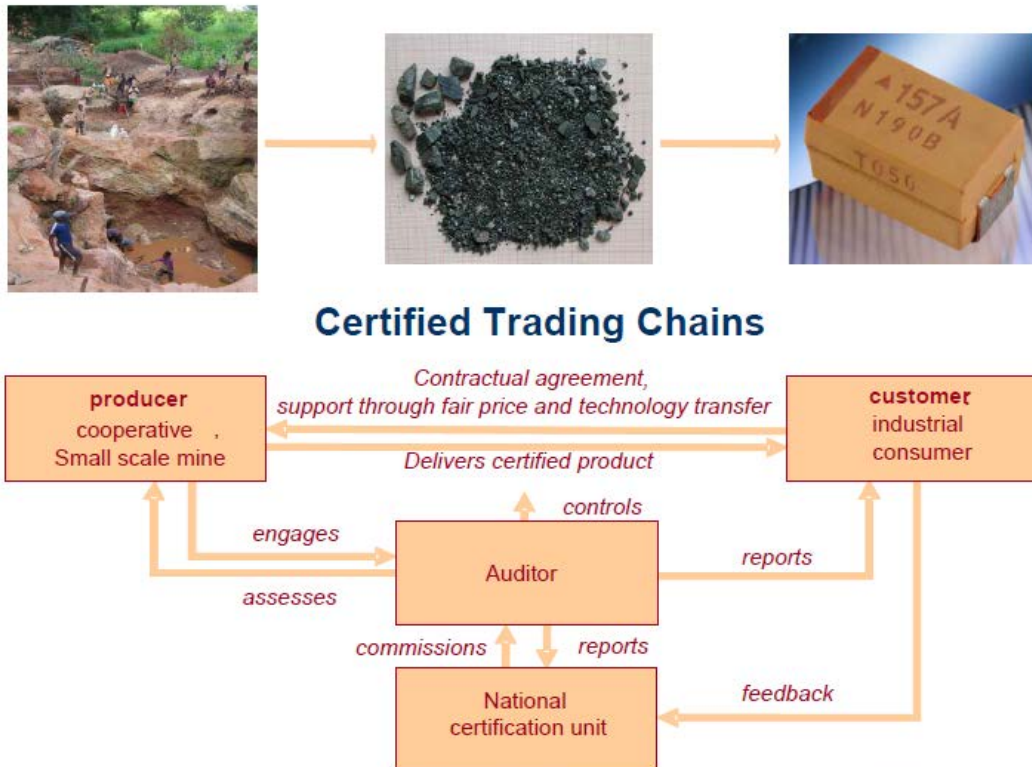 157A
N190B
T050
Certified Trading Chains
Contractual agreement,
support through fair price and technology transfer
producer
cooperative ,
Small scale mine
customer,
industrial
consumer
Delivers certified product
controls
engages
assesses
Auditor
reports
commissions
reports
National
certification unit
feedback